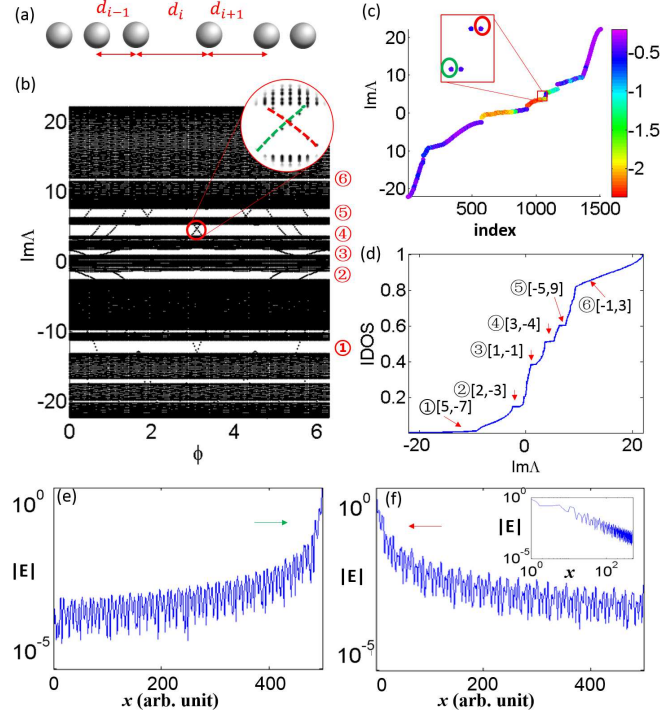 (a)
d_{i−1} d_i d_{i+1}
(b)
ImΛ
20
10
0
-10
-20
0 2 4 6
ϕ
⑥
⑤
④
③
②
①
(c)
ImΛ
20
10
0
-10
-20
500 1000 1500
index
-0.5
-1
-1.5
-2
(d)
IDOS
1
0.8
0.6
0.4
0.2
⑤[-5,9]
⑥[-1,3]
④[3,-4]
③[1,-1]
②[2,-3]
①[5,-7]
-20 0 20
ImΛ
(e)
10^0
|E|
10^{-5}
0 200 400
x (arb. unit)
(f)
10^0
|E|
10^{-5}
0 200 400
x (arb. unit)
10^0
|E|
10^{-5}
10^0 10^2
x